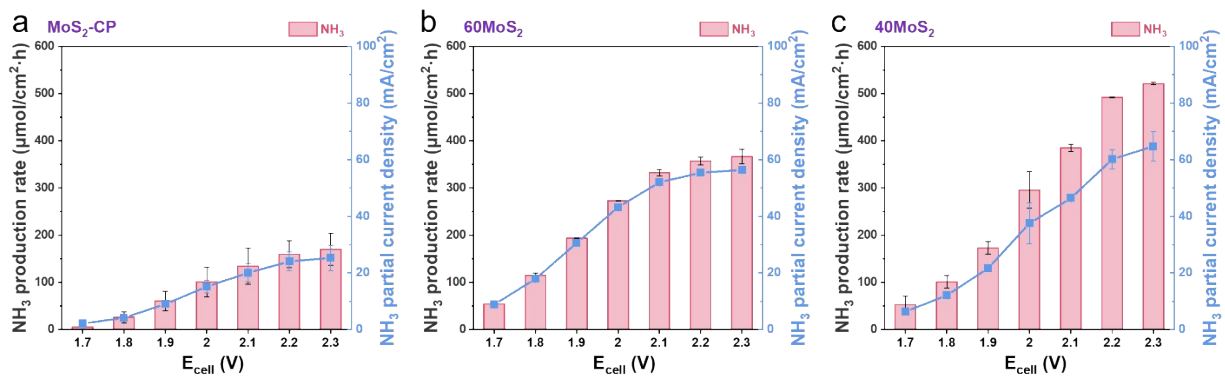 a MoS₂-CP NH₃
NH₃ production rate (μmol/cm²·h)
600
500
400
300
200
100
0
1.7 1.8 1.9 2 2.1 2.2 2.3
E_cell (V)
100
80
60
40
20
0
NH₃ partial current density (mA/cm²)
b 60MoS₂ NH₃
NH₃ production rate (μmol/cm²·h)
600
500
400
300
200
100
0
1.7 1.8 1.9 2 2.1 2.2 2.3
E_cell (V)
100
80
60
40
20
0
NH₃ partial current density (mA/cm²)
c 40MoS₂ NH₃
NH₃ production rate (μmol/cm²·h)
600
500
400
300
200
100
0
1.7 1.8 1.9 2 2.1 2.2 2.3
E_cell (V)
100
80
60
40
20
0
NH₃ partial current density (mA/cm²)